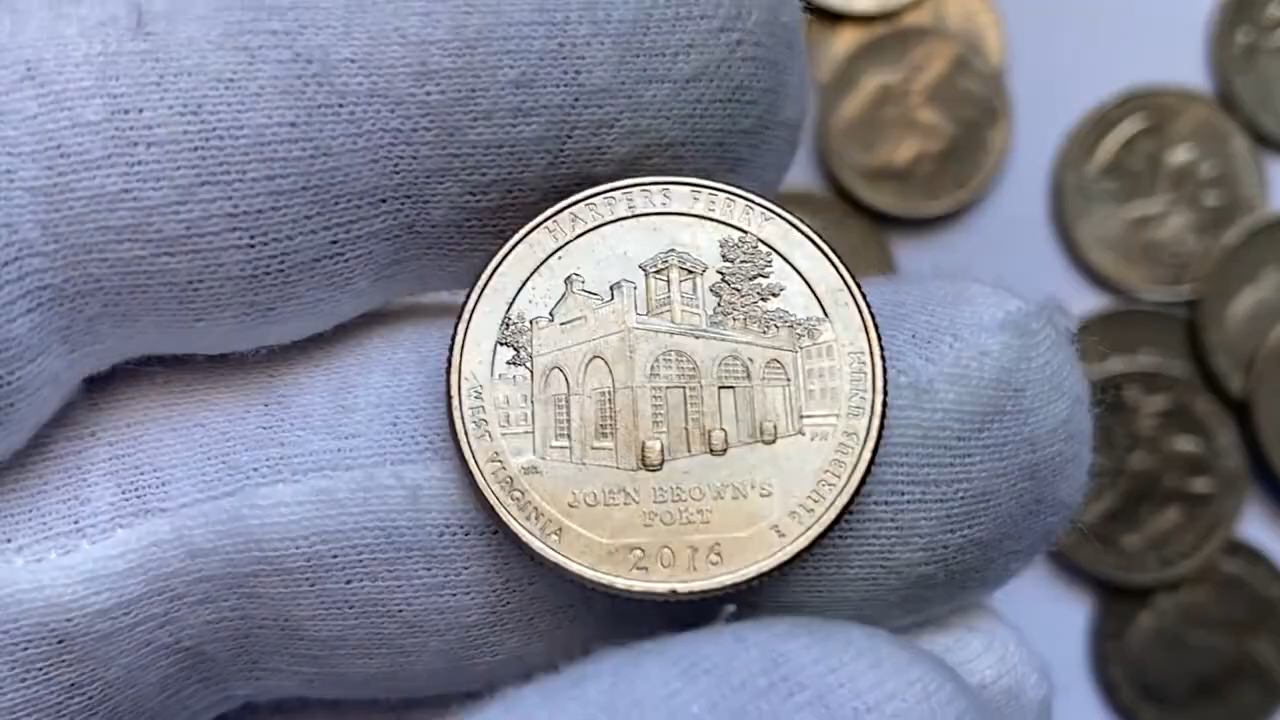 HARPERS FERRY
WEST VIRGINIA
JOHN BROWN'S
FORT
2016
E PLURIBUS UNUM